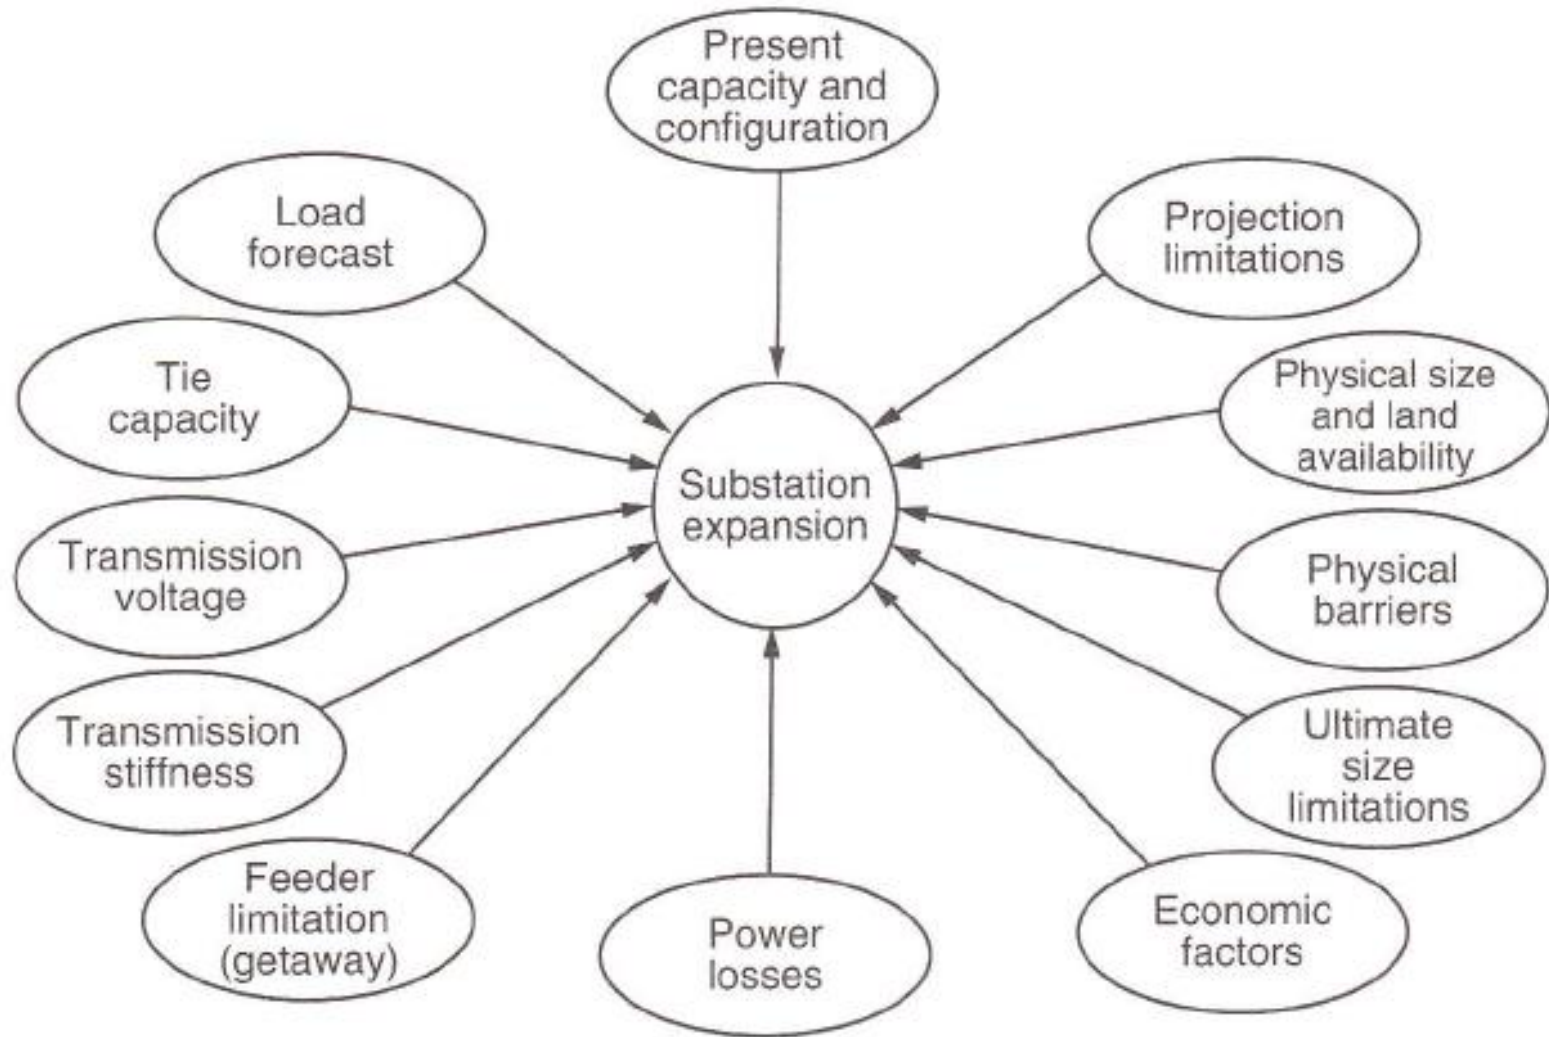 Present
capacity and
configuration
Load
forecast
Projection
limitations
Tie
capacity
Physical size
and land
availability
Substation
expansion
Transmission
voltage
Physical
barriers
Transmission
stiffness
Ultimate
size
limitations
Feeder
limitation
(getaway)
Power
losses
Economic
factors